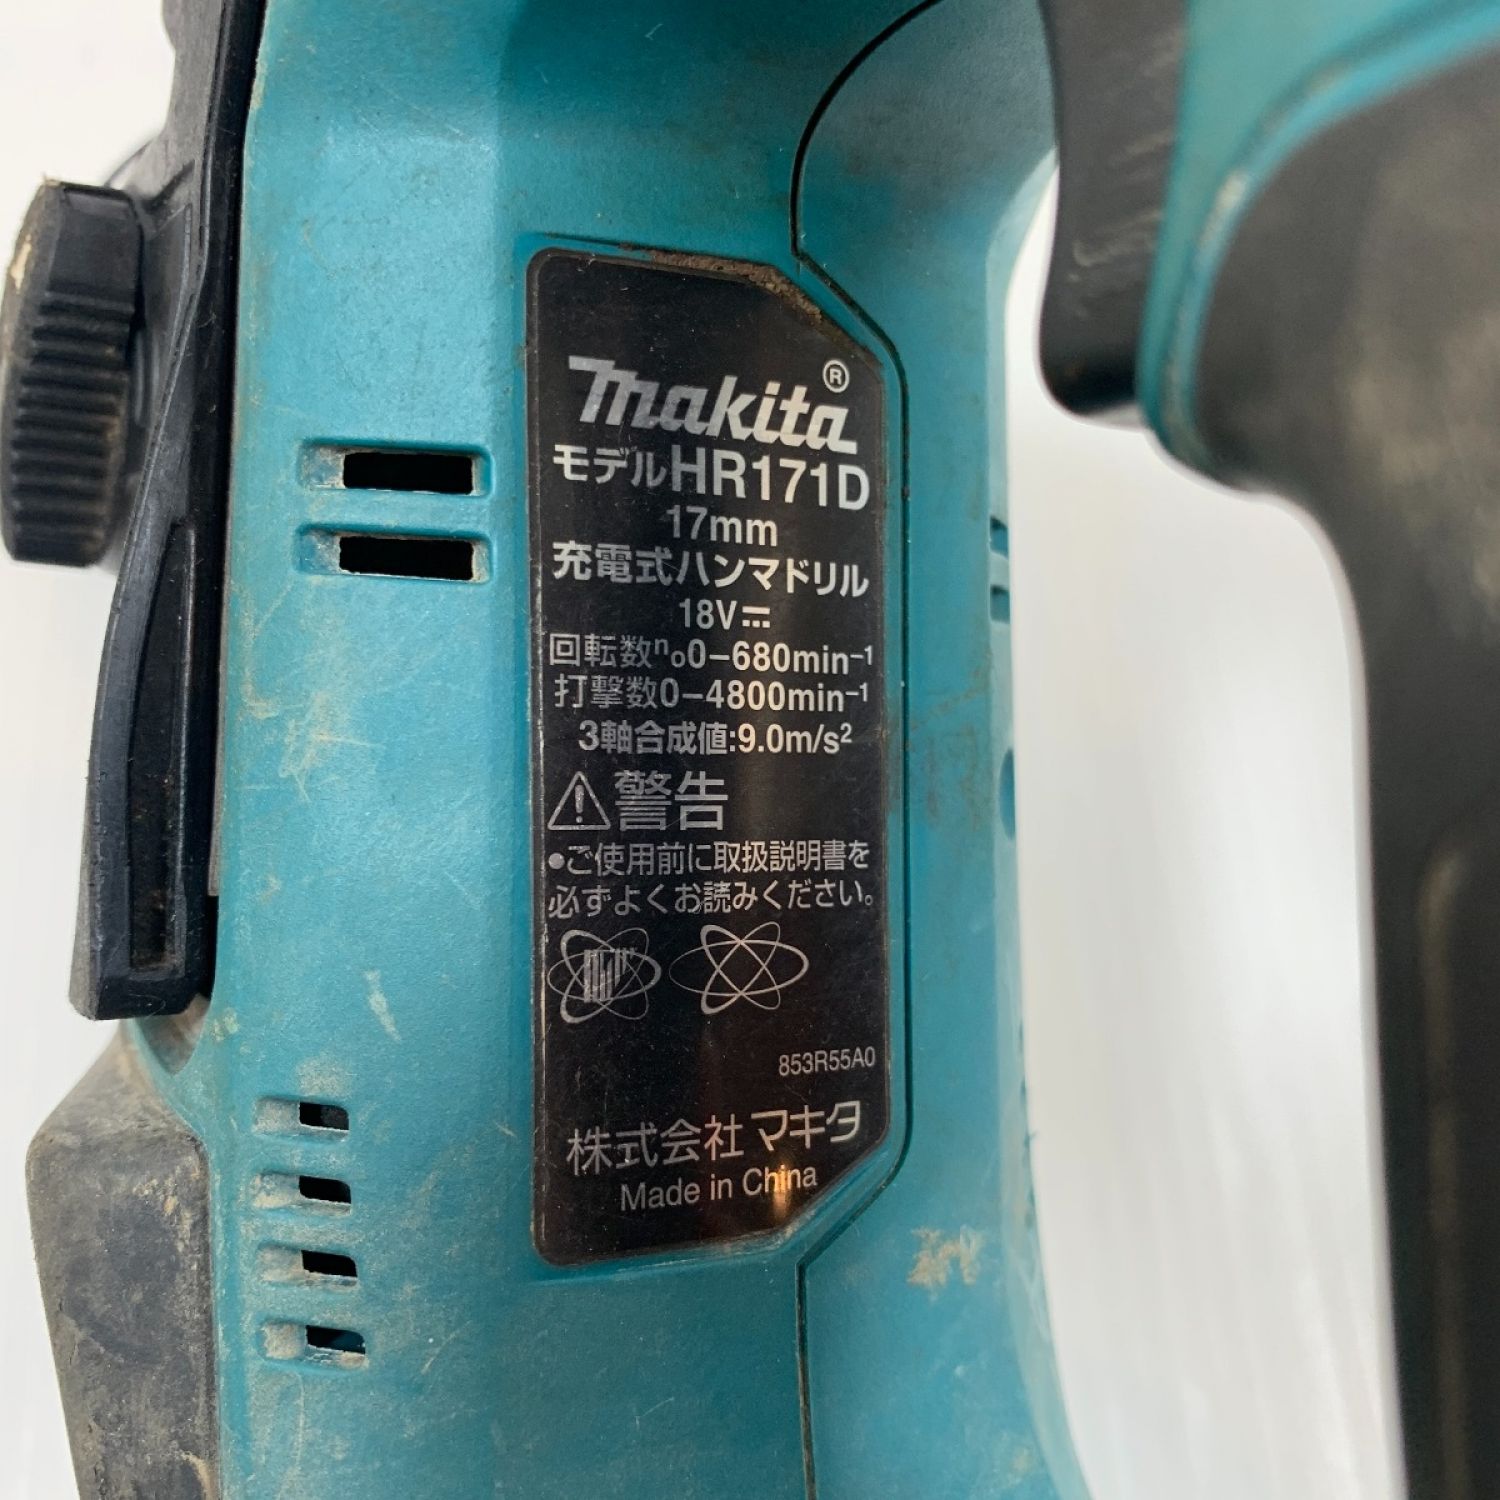 makita®
モデルHR171D
17mm
充電式ハンマドリル
18V⎓
回転数n₀0−680min⁻¹
打撃数0−4800min⁻¹
3軸合成値:9.0m/s²
⚠警告
●ご使用前に取扱説明書を
必ずよくお読みください。
853R55A0
株式会社マキタ
Made in China